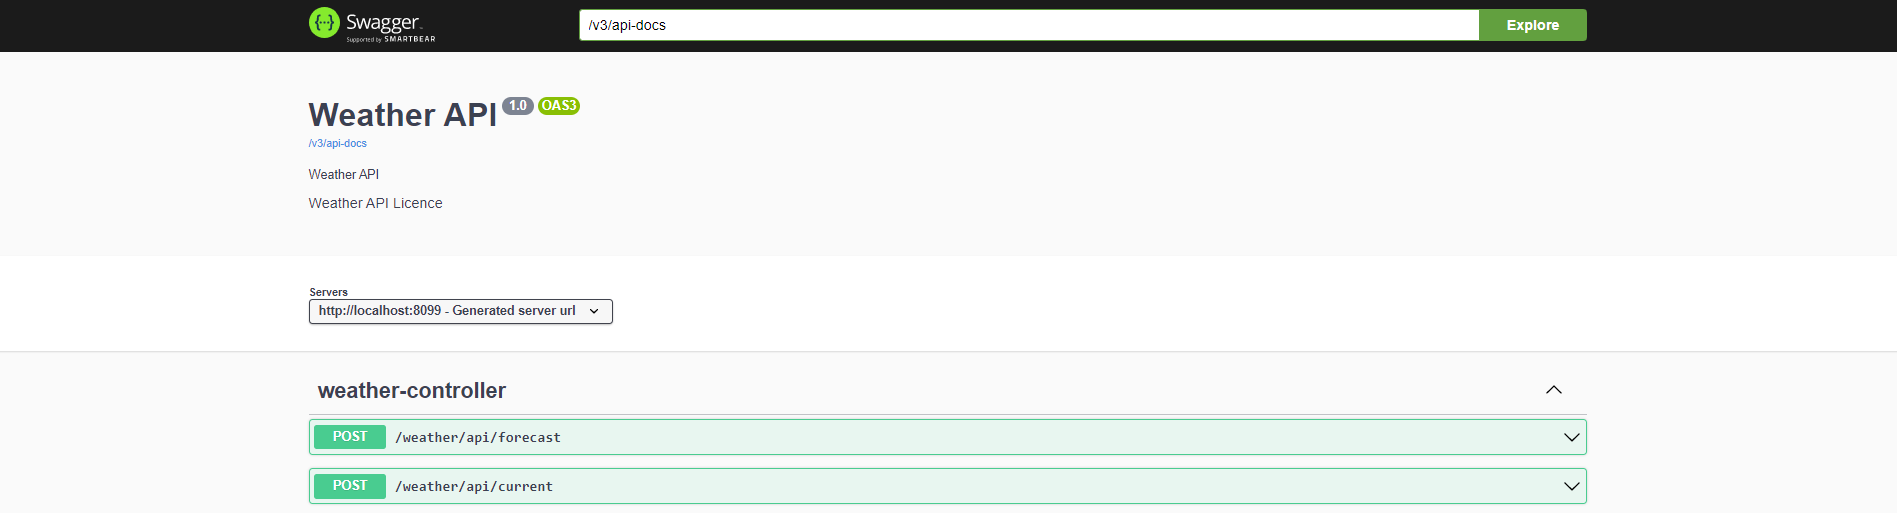 Swagger
Supported by SMARTBEAR
/v3/api-docs
Explore
Weather API 1.0 OAS3
/v3/api-docs
Weather API
Weather API Licence
Servers
http://localhost:8099 - Generated server url
weather-controller
POST /weather/api/forecast
POST /weather/api/current